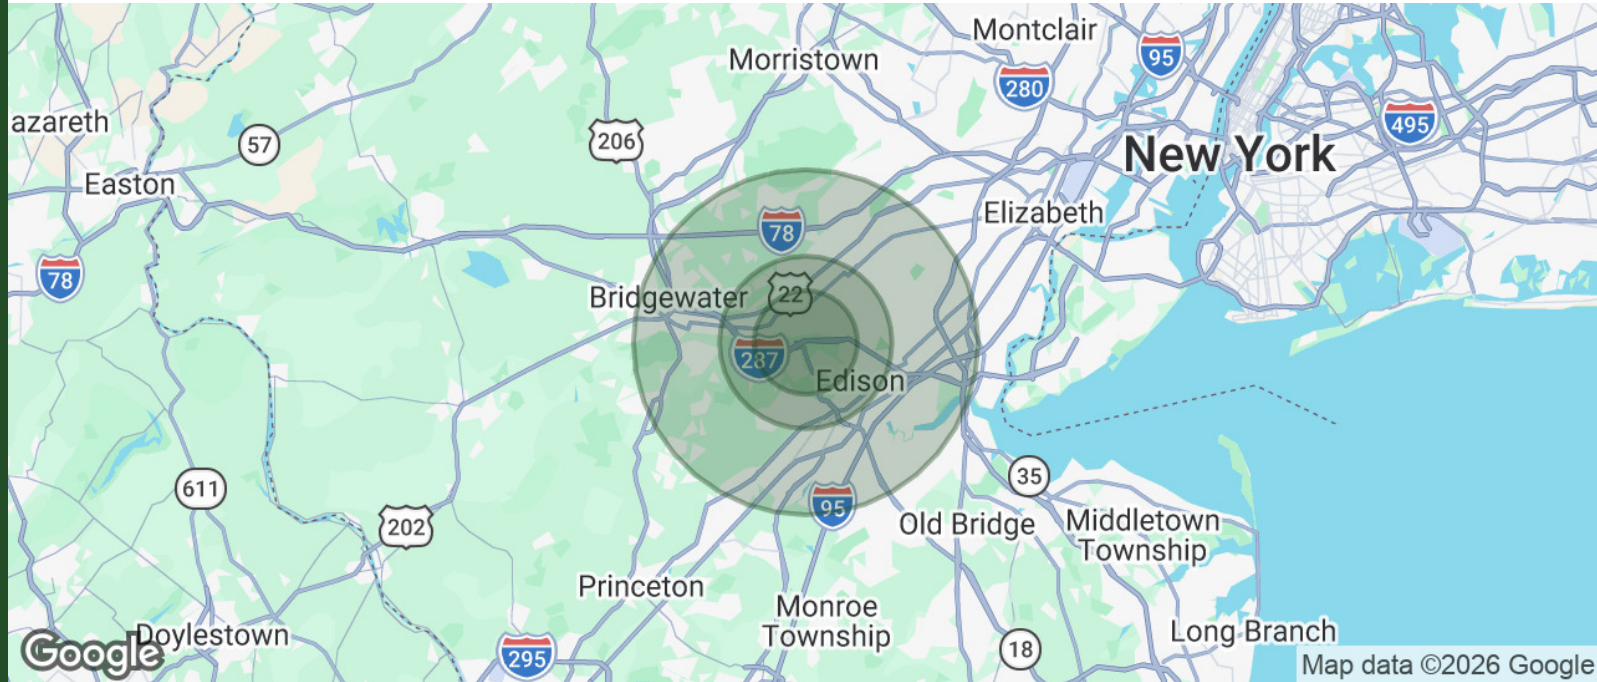 Montclair
95
Morristown
280
azareth
57
206
495
New York
Easton
Elizabeth
78
78
Bridgewater
22
287
Edison
611
95
35
202
Old Bridge
Middletown
Township
Princeton
Monroe
Township
Doylestown
Long Branch
Google
295
18
Map data ©2026 Google